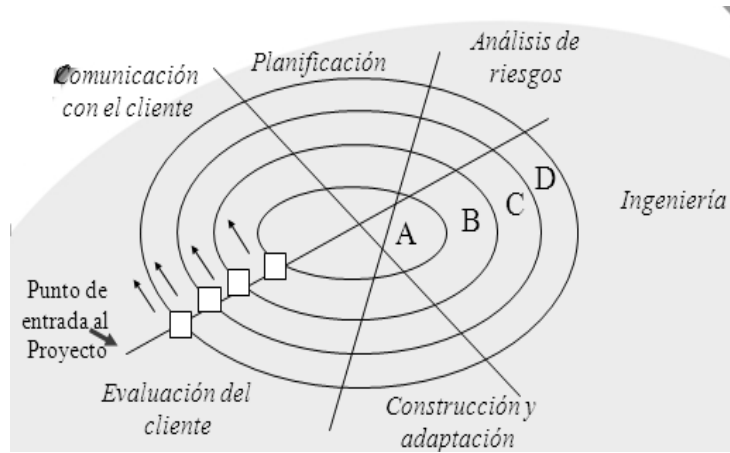 Comunicación
con el cliente
Planificación
Análisis de
riesgos
Ingeniería
A
B
C
D
Punto de
entrada al
Proyecto
Evaluación del
cliente
Construcción y
adaptación